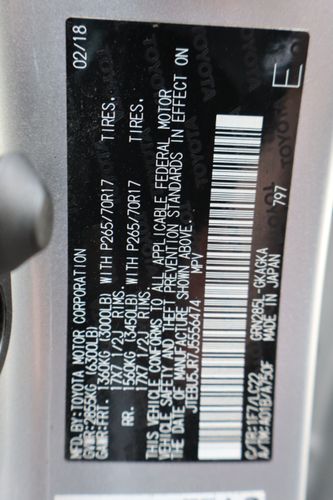 MFD. BY: TOYOTA MOTOR CORPORATION 02/18
GVWR: 2855KG (6300LB)
GAWR: FRT. 1360KG (3000LB) WITH P265/70R17 TIRES.
17X7 1/2J RIMS.
RR. 1560KG (3450LB) WITH P265/70R17 TIRES.
17X7 1/2J RIMS.
THIS VEHICLE CONFORMS TO ALL APPLICABLE FEDERAL MOTOR
VEHICLE SAFETY AND THEFT PREVENTION STANDARDS IN EFFECT ON
THE DATE OF MANUFACTURE SHOWN ABOVE.
JTEBU5JR7J5556474 MPV
E
C/TR: 1F7/LC22
797
GRN285L-GKAGKA
MADE IN JAPAN